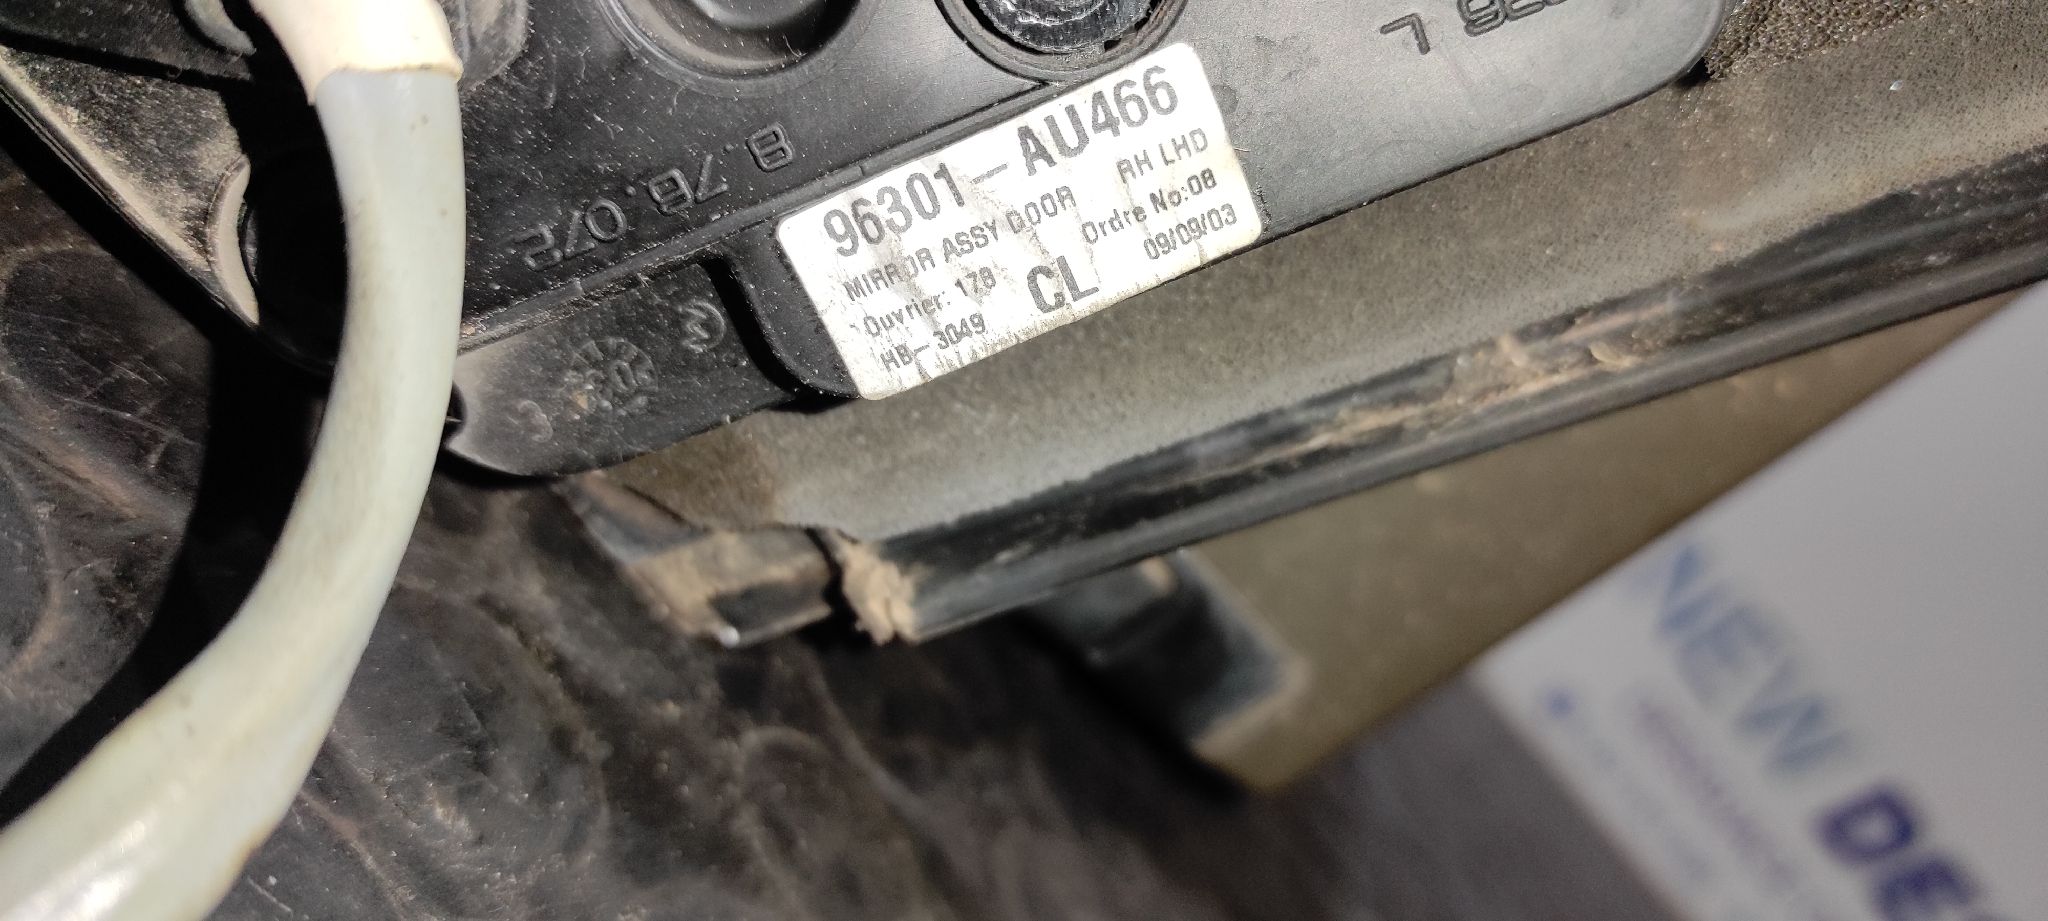 B.76.072
96301-AU466
MIRROR ASSY DOOR RH LHD
Ouvrier: 178 Ordre No:08
HB-3049 CL 09/09/03
NEW DE